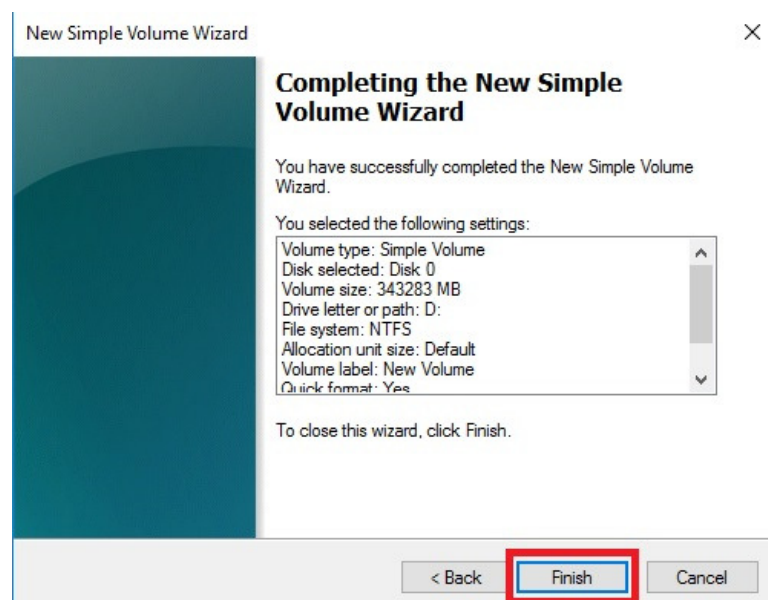 New Simple Volume Wizard
Completing the New Simple
Volume Wizard
You have successfully completed the New Simple Volume
Wizard.
You selected the following settings:
Volume type: Simple Volume
Disk selected: Disk 0
Volume size: 343283 MB
Drive letter or path: D:
File system: NTFS
Allocation unit size: Default
Volume label: New Volume
Quick format: Yes
To close this wizard, click Finish.
< Back
Finish
Cancel